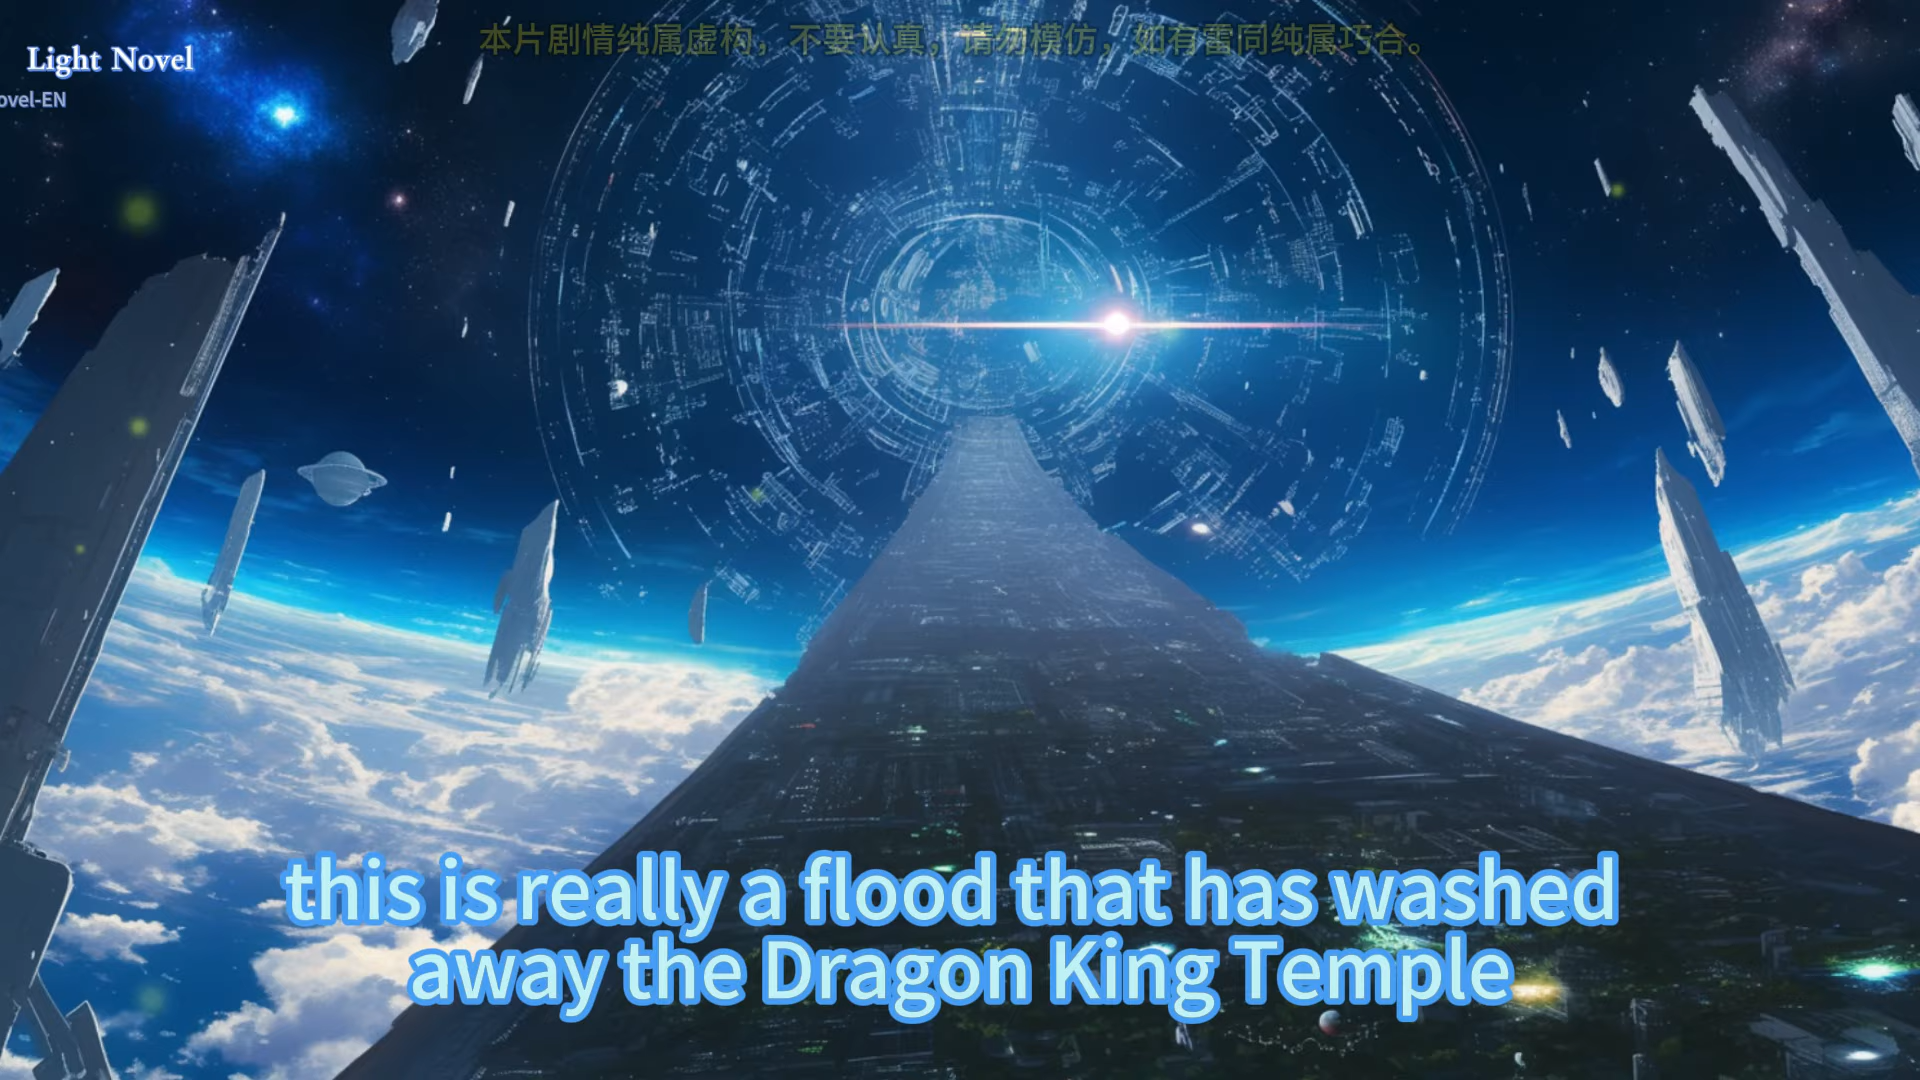 本片剧情纯属虚构，不要认真，请勿模仿，如有雷同纯属巧合。
Light Novel
ovel-EN
this is really a flood that has washed
away the Dragon King Temple